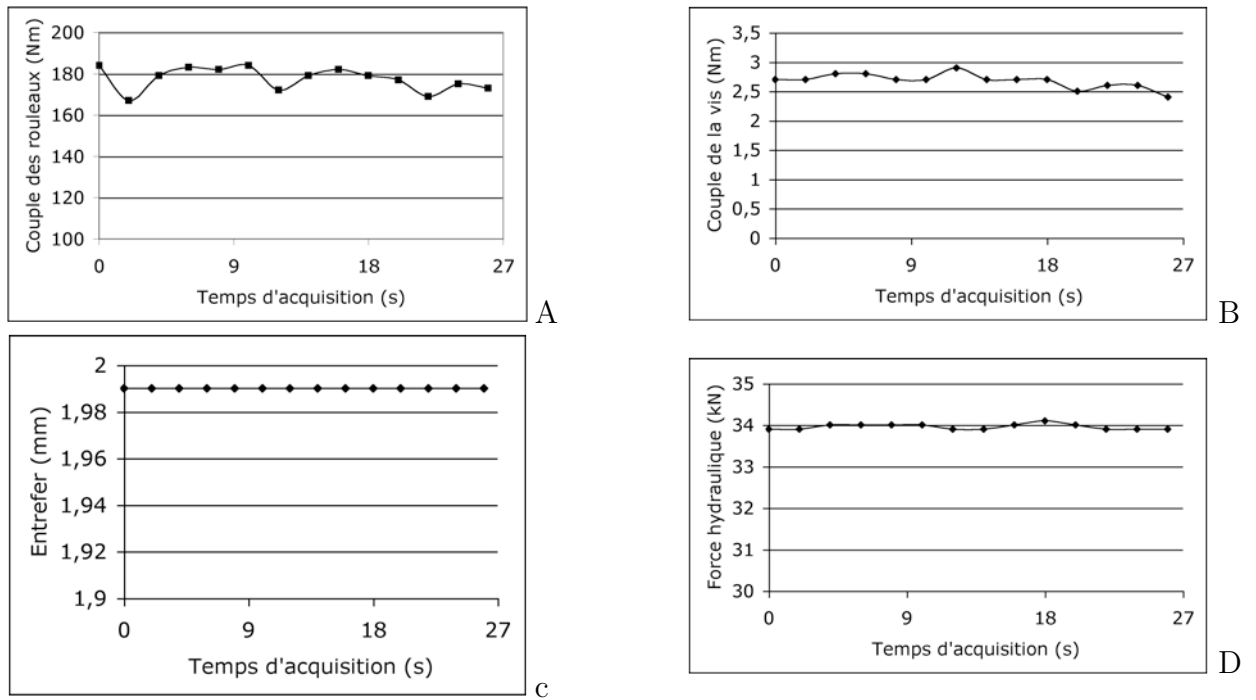 Couple des rouleaux (Nm)
200
180
160
140
120
100
0 9 18 27
Temps d'acquisition (s)
A
Couple de la vis (Nm)
3,5
3
2,5
2
1,5
1
0,5
0
0 9 18 27
Temps d'acquisition (s)
B
Entrefer (mm)
2
1,98
1,96
1,94
1,92
1,9
0 9 18 27
Temps d'acquisition (s)
c
Force hydraulique (kN)
35
34
33
32
31
30
0 9 18 27
Temps d'acquisition (s)
D